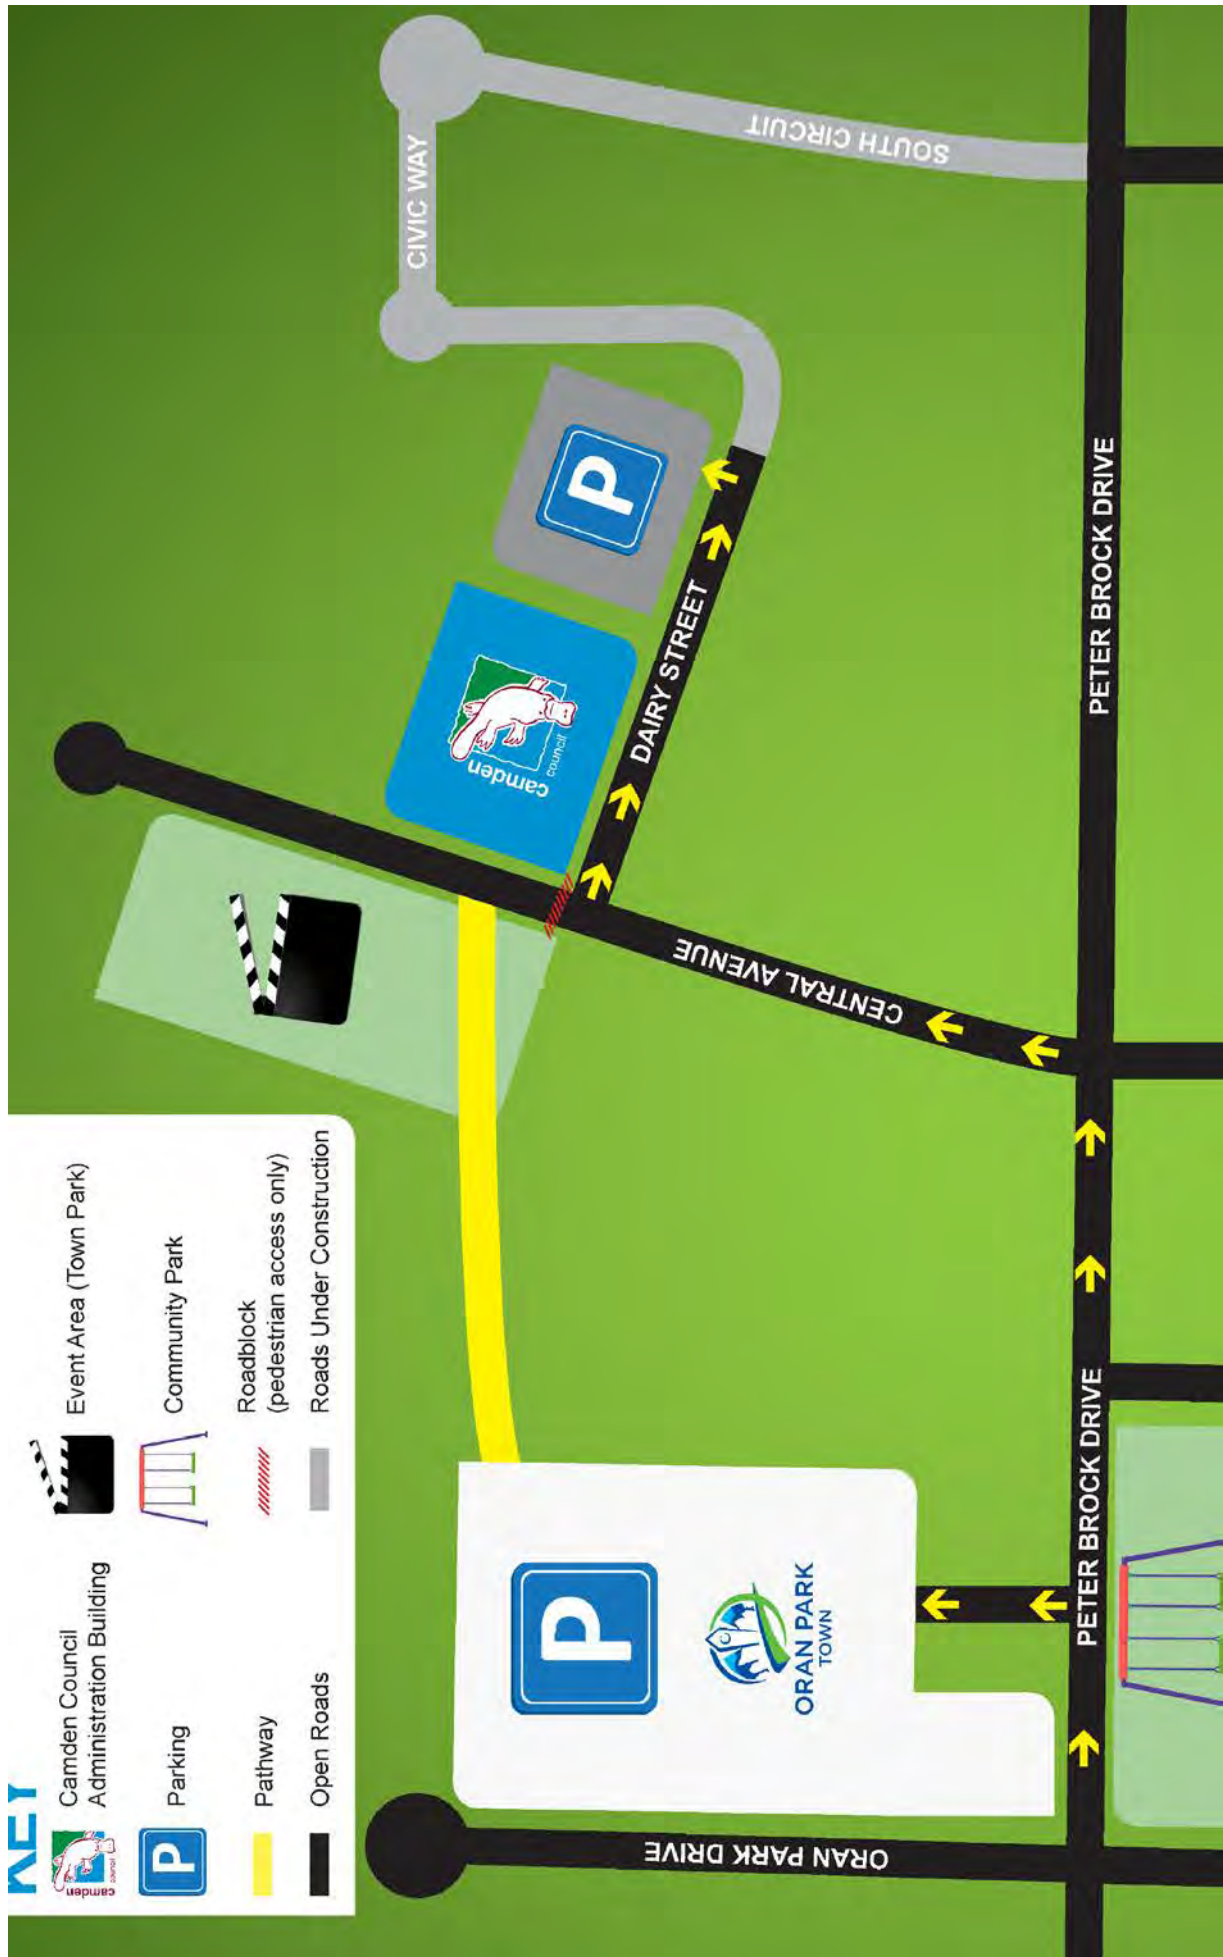 KEY
Camden Council
Administration Building
Parking
Pathway
Open Roads
Event Area (Town Park)
Community Park
Roadblock
(pedestrian access only)
Roads Under Construction
camden
council
P
CIVIC WAY
SOUTH CIRCUIT
P
camden
council
DAIRY STREET
CENTRAL AVENUE
PETER BROCK DRIVE
P
ORAN PARK
TOWN
PETER BROCK DRIVE
ORAN PARK DRIVE